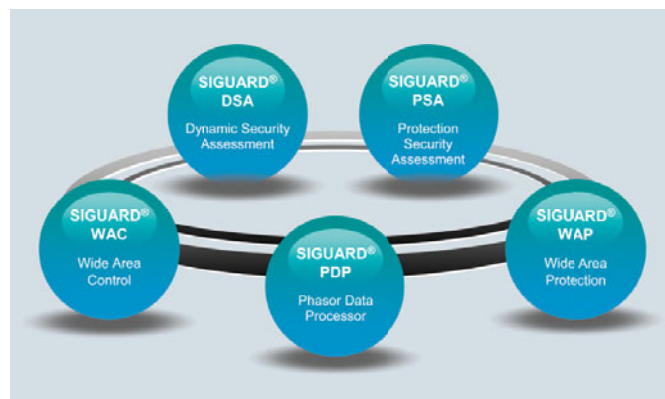 SIGUARD®
DSA
Dynamic Security
Assessment
SIGUARD®
PSA
Protection
Security
Assessment
SIGUARD®
WAC
Wide Area
Control
SIGUARD®
PDP
Phasor Data
Processor
SIGUARD®
WAP
Wide Area
Protection